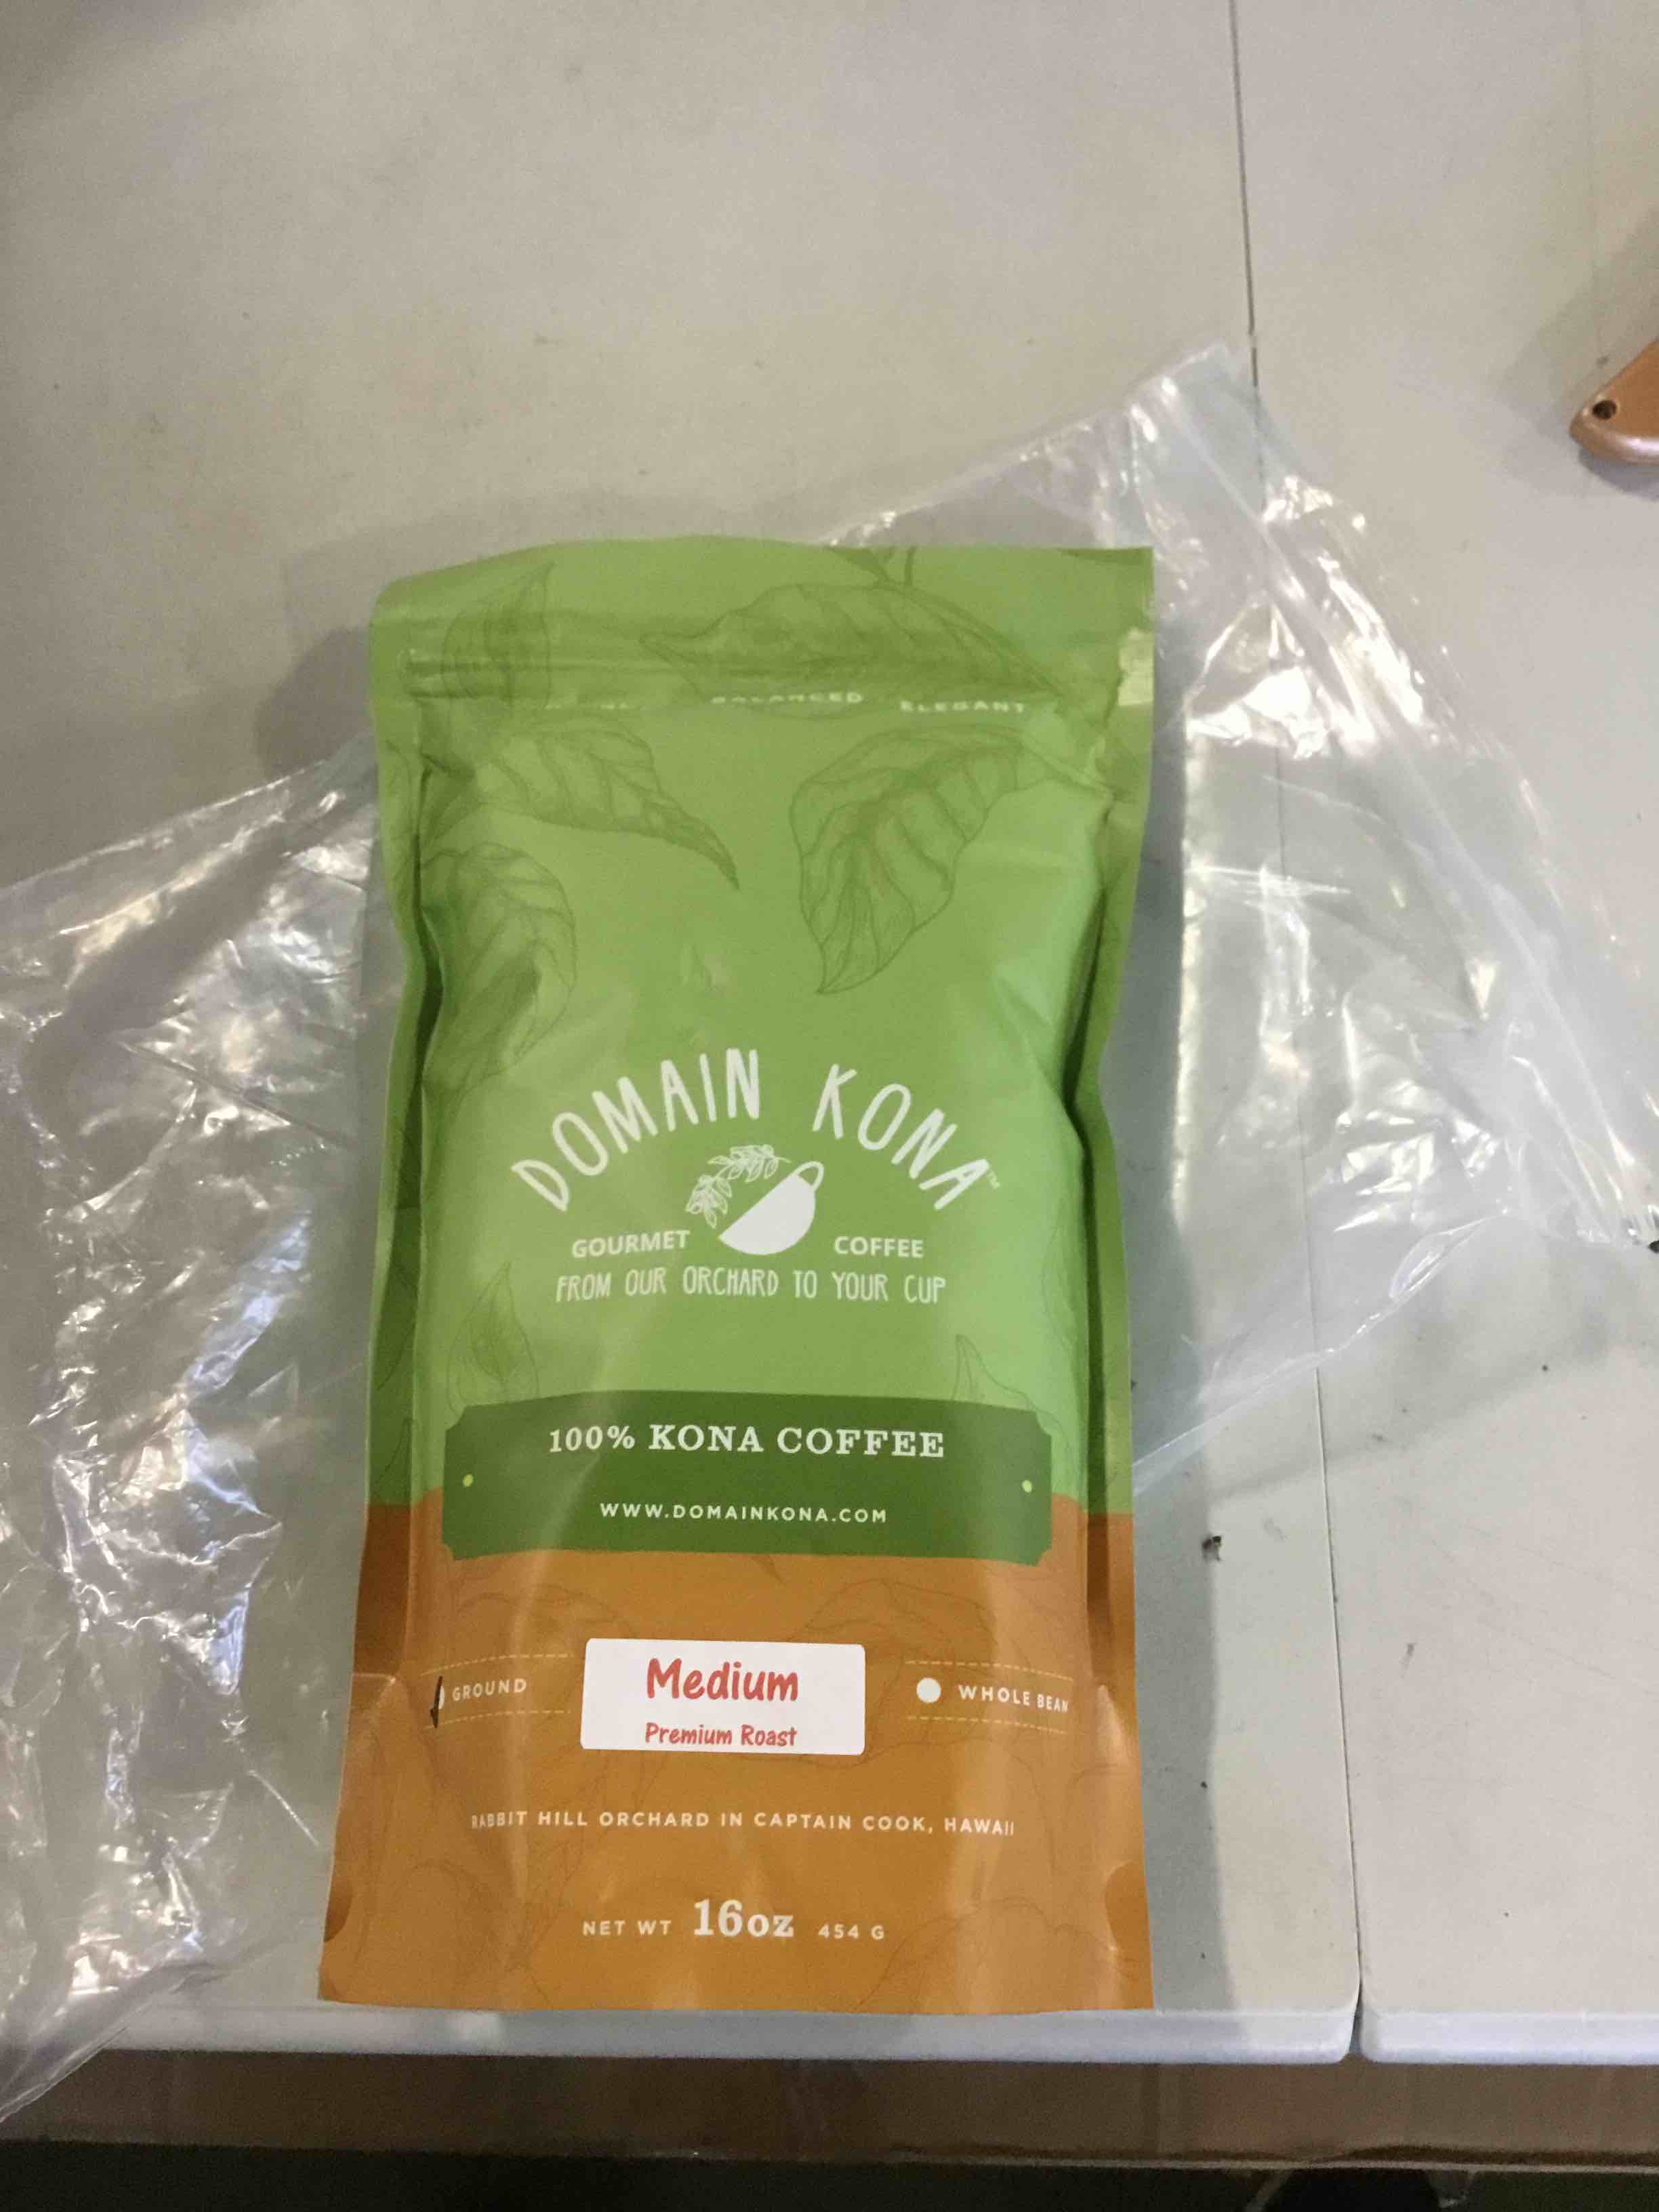 BALANCED ELEGANT
DOMAIN KONA™
GOURMET COFFEE
FROM OUR ORCHARD TO YOUR CUP
100% KONA COFFEE
WWW.DOMAINKONA.COM
GROUND
Medium
Premium Roast
WHOLE BEAN
RABBIT HILL ORCHARD IN CAPTAIN COOK, HAWAII
NET WT 16oz 454 G